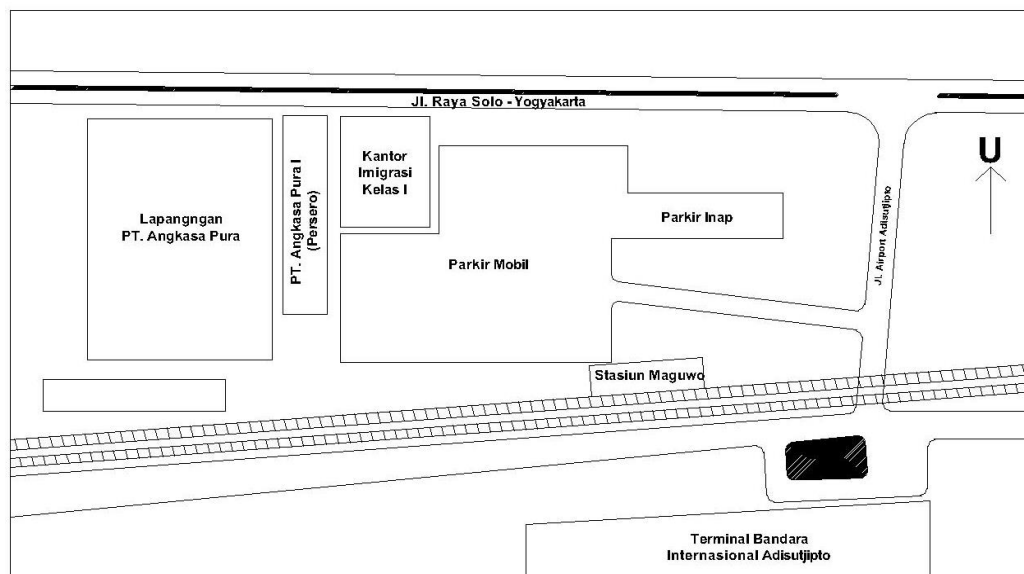 Jl. Raya Solo - Yogyakarta
U
Kantor
Imigrasi
Kelas I
PT. Angkasa Pura I
(Persero)
Lapangngan
PT. Angkasa Pura
Parkir Inap
Parkir Mobil
Jl. Airport Adisutjipto
Stasiun Maguwo
Terminal Bandara
Internasional Adisutjipto